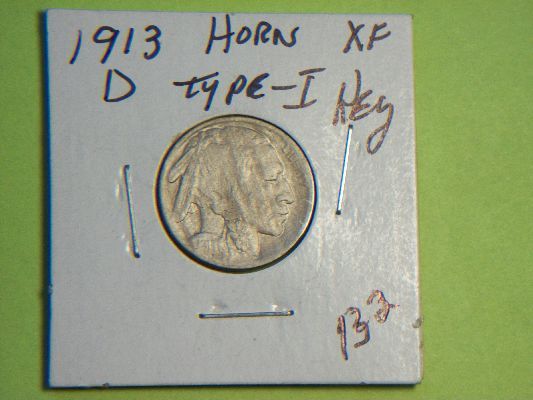 1913 HORN XF
D TYPE-I Key
133